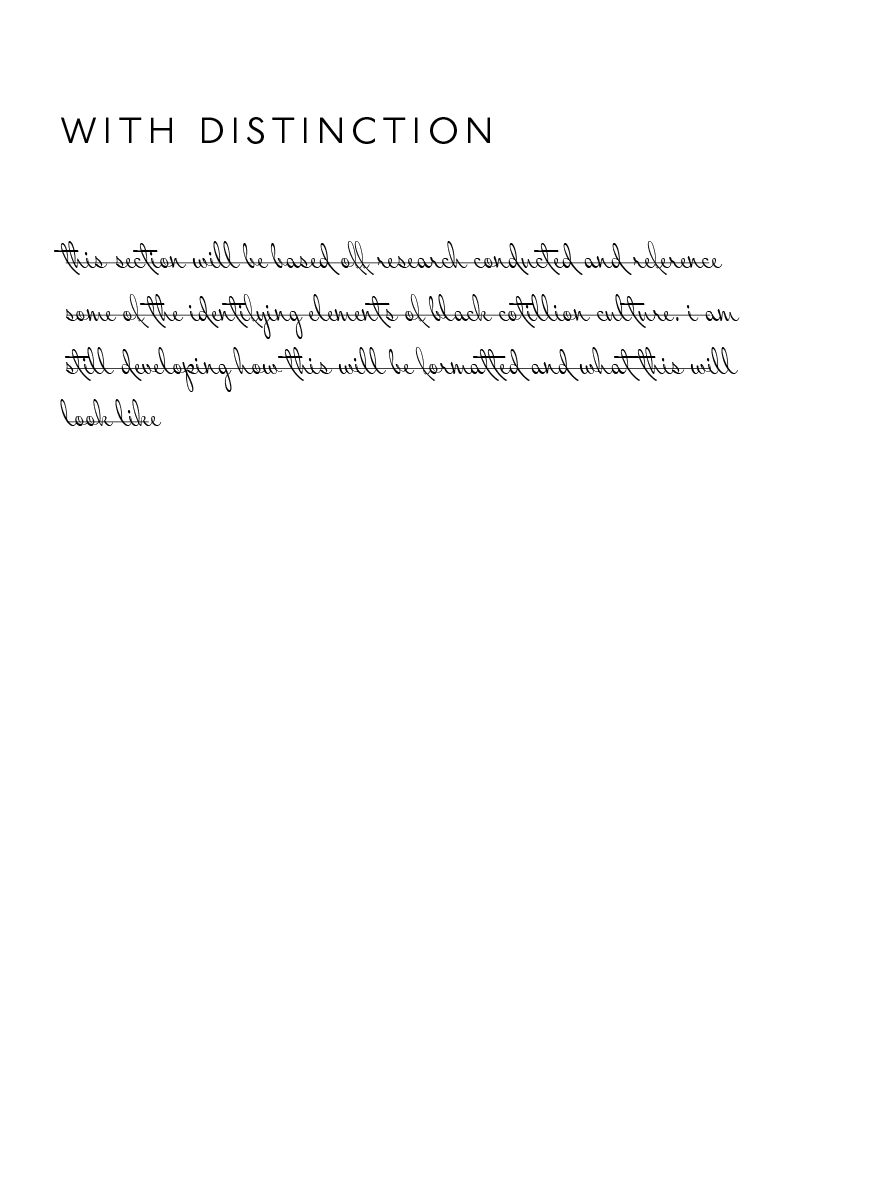 WITH DISTINCTION
this section will be based off research conducted and reference
some of the identifying elements of black cotillion culture. i am
still developing how this will be formatted and what this will
look like